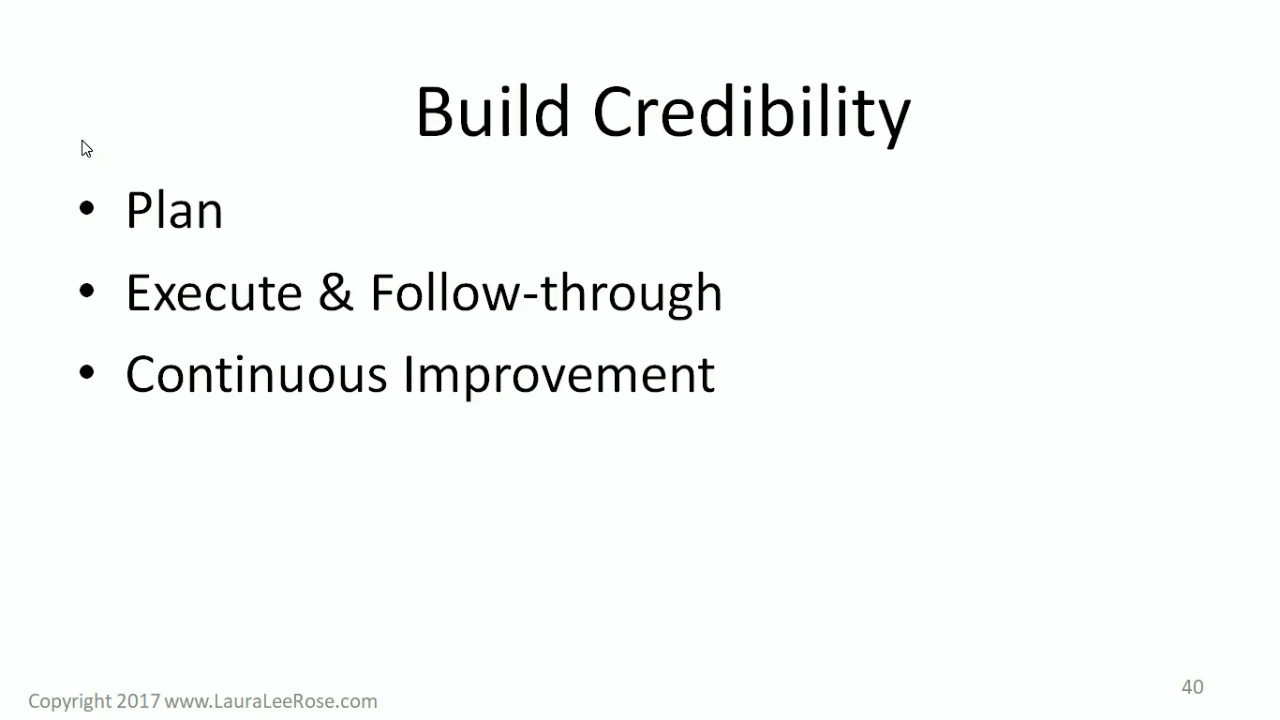 Build Credibility
• Plan
• Execute & Follow-through
• Continuous Improvement
Copyright 2017 www.LauraLeeRose.com
40